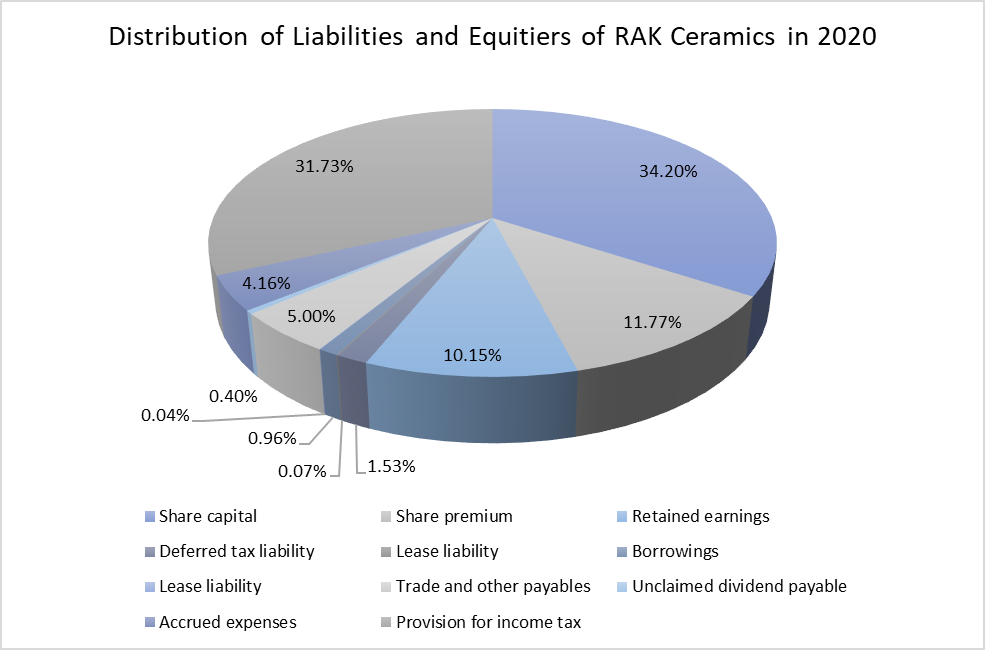 Distribution of Liabilities and Equitiers of RAK Ceramics in 2020
31.73%
34.20%
4.16%
5.00%
11.77%
10.15%
0.40%
0.04%
0.96%
0.07%
1.53%
Share capital
Share premium
Retained earnings
Deferred tax liability
Lease liability
Borrowings
Lease liability
Trade and other payables
Unclaimed dividend payable
Accrued expenses
Provision for income tax